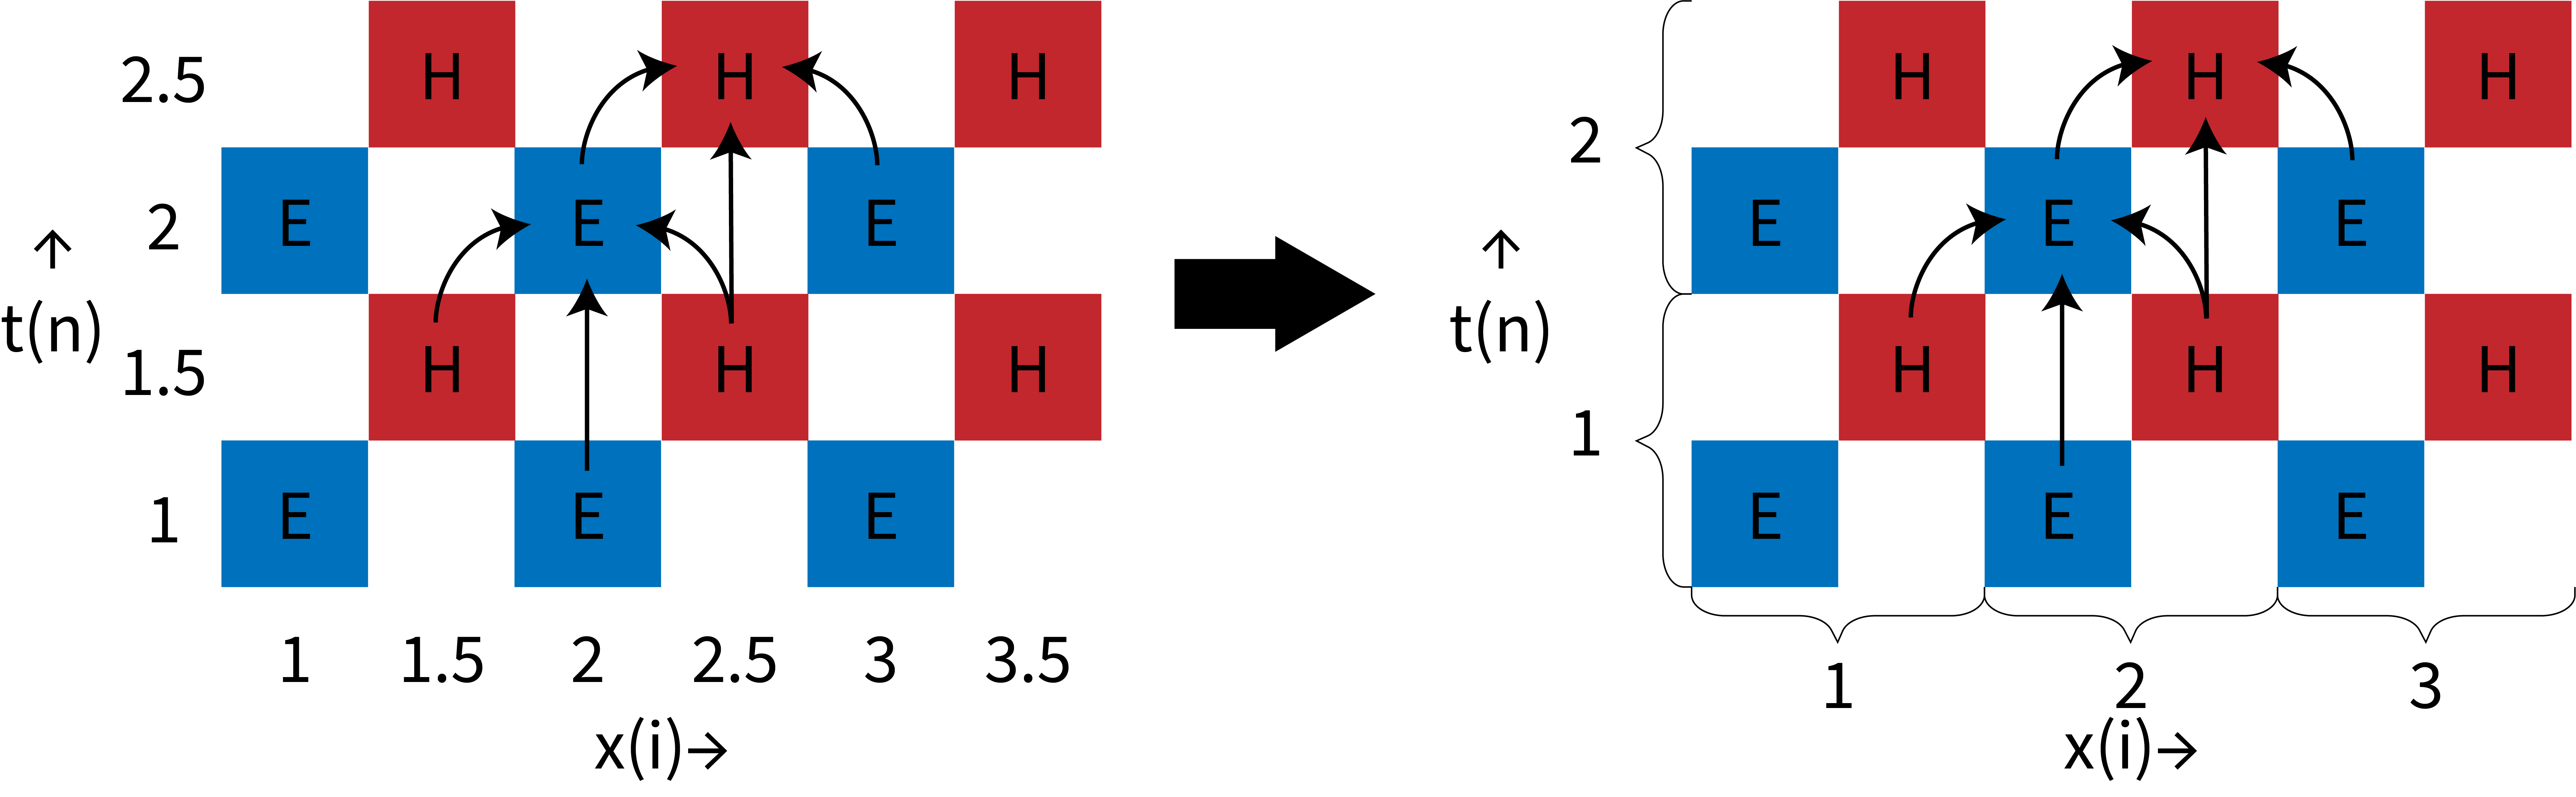 2.5 H H H
2 E E E
↑
t(n)
1.5 H H H
1 E E E
1 1.5 2 2.5 3 3.5
x(i)→
H H H
2
E E E
↑
t(n)
H H H
1
E E E
1 2 3
x(i)→